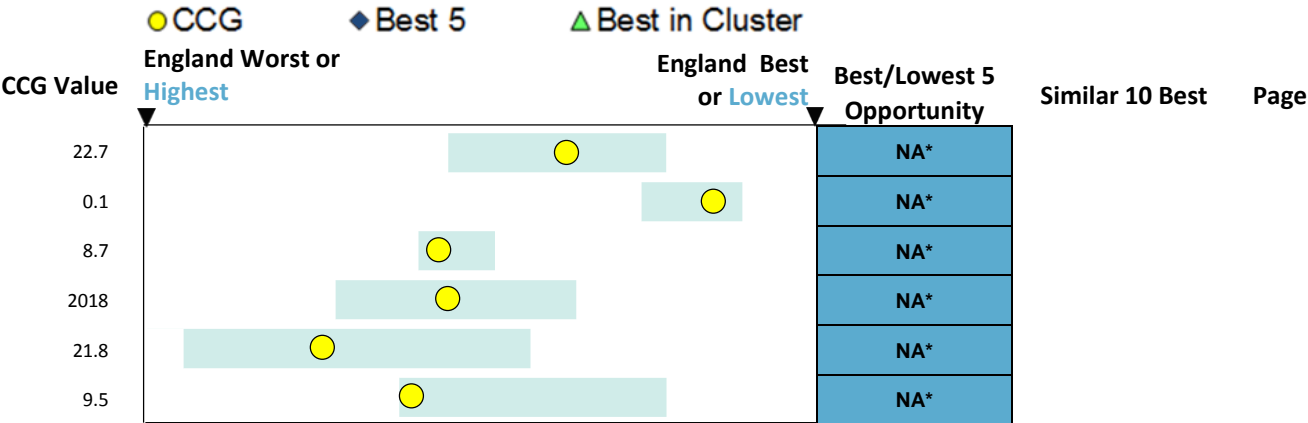 CCG Best 5 Best in Cluster
CCG Value
England Worst or
Highest
England Best
or Lowest
Best/Lowest 5
Opportunity
Similar 10 Best
Page
22.7 NA*
0.1 NA*
8.7 NA*
2018 NA*
21.8 NA*
9.5 NA*